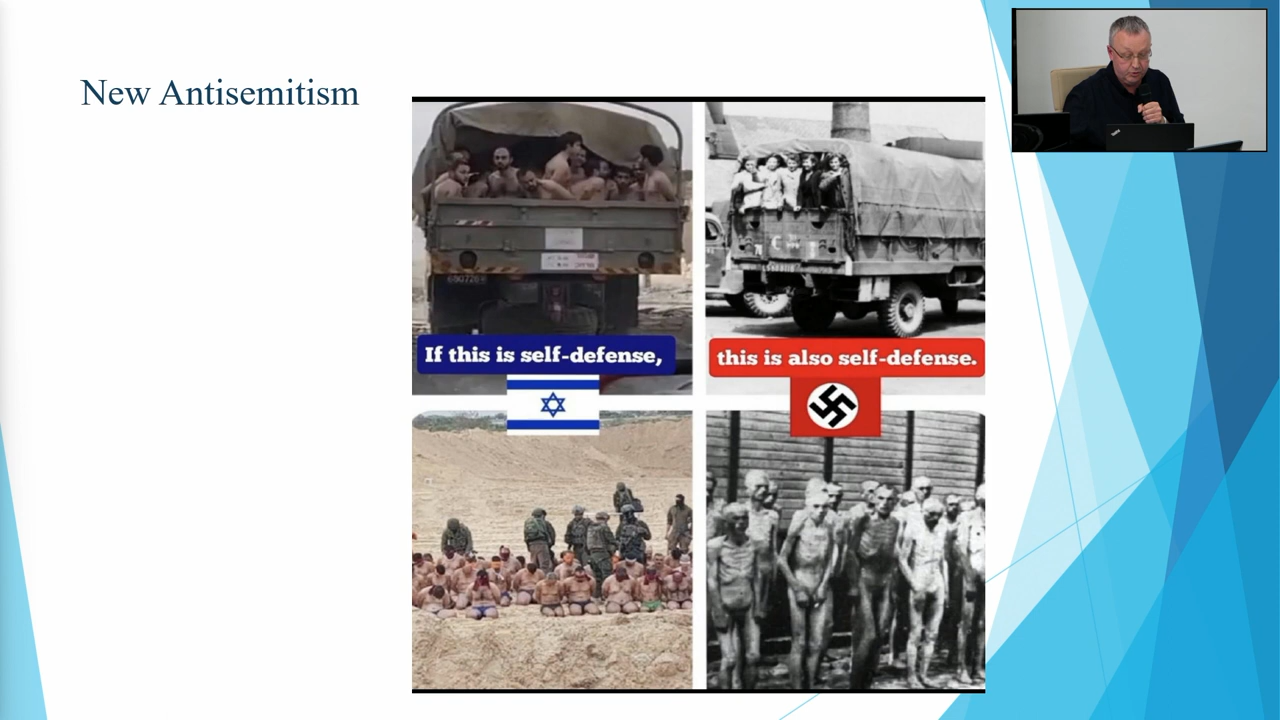 New Antisemitism
If this is self-defense,
this is also self-defense.